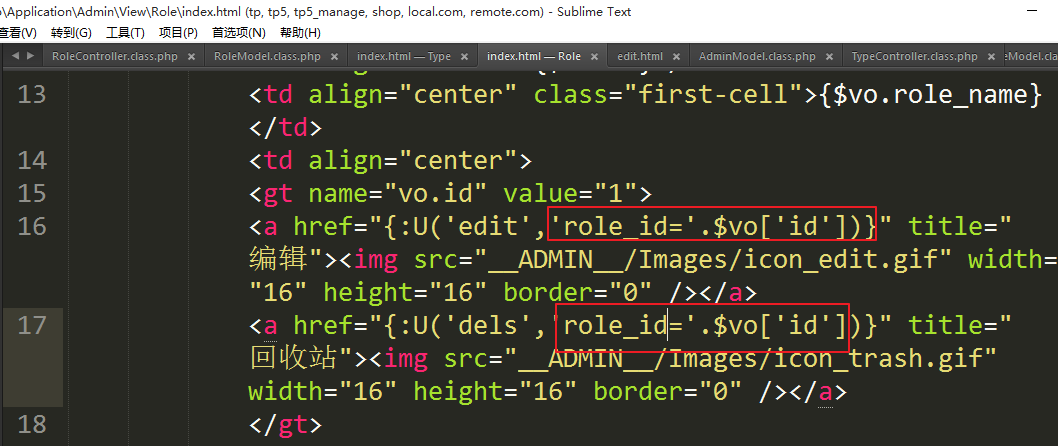 o\Application\Admin\View\Role\index.html (tp, tp5, tp5_manage, shop, local.com, remote.com) - Sublime Text
查看(V) 转到(G) 工具(T) 项目(P) 首选项(N) 帮助(H)
RoleController.class.php × RoleModel.class.php × index.html — Type × index.html — Role × edit.html × AdminModel.class.php × TypeController.class.php × eModel.class.php
13 <td align="center" class="first-cell">{$vo.role_name}
</td>
14 <td align="center">
15 <gt name="vo.id" value="1">
16 <a href="{:U('edit','role_id='.$vo['id'])}" title="
编辑"><img src="__ADMIN__/Images/icon_edit.gif" width=
"16" height="16" border="0" /></a>
17 <a href="{:U('dels','role_id='.$vo['id'])}" title="
回收站"><img src="__ADMIN__/Images/icon_trash.gif"
width="16" height="16" border="0" /></a>
18 </gt>